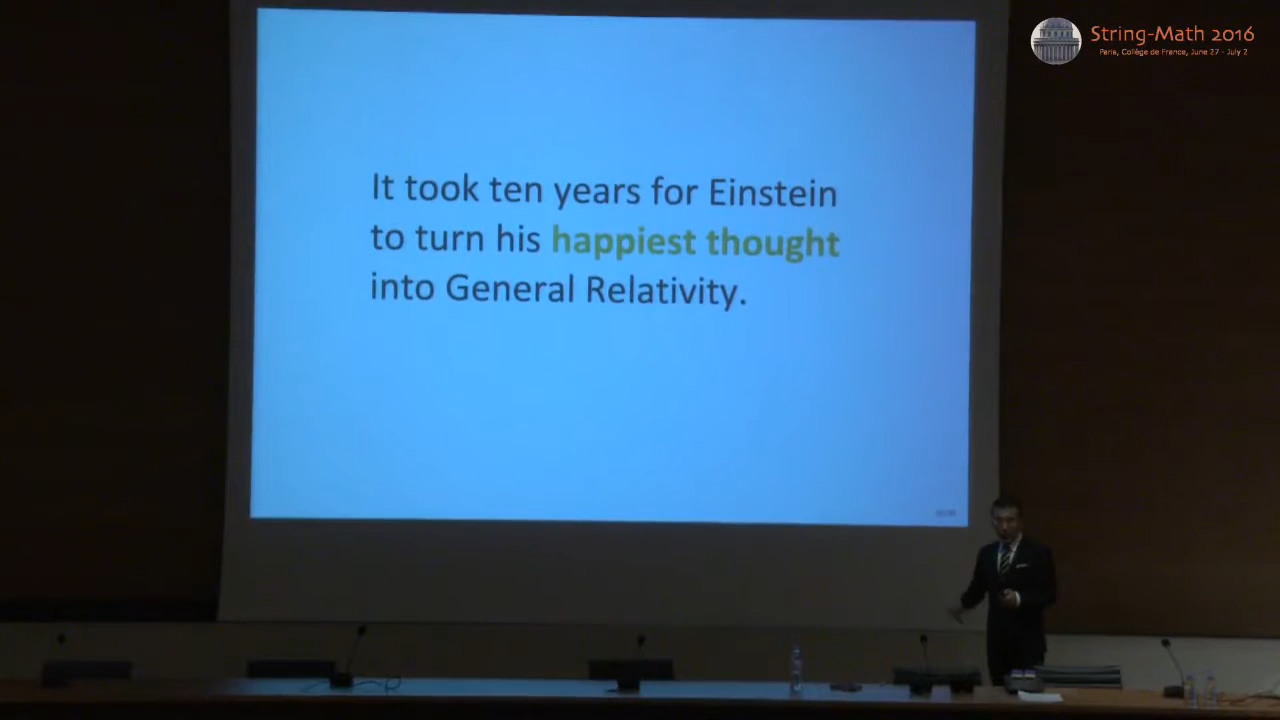 String-Math 2016
Paris, Collège de France, June 27 - July 2
It took ten years for Einstein
to turn his happiest thought
into General Relativity.